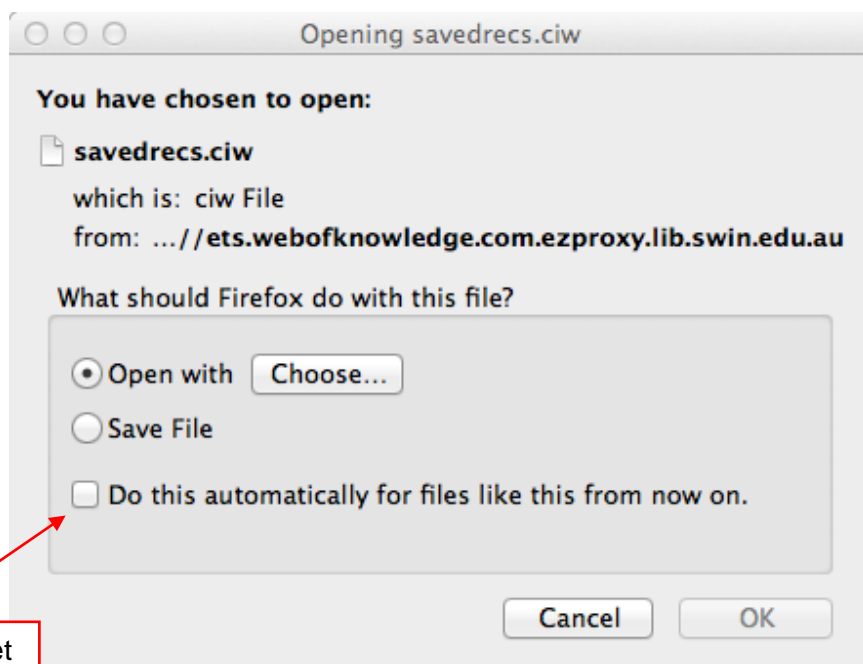 Opening savedrecs.ciw
You have chosen to open:
savedrecs.ciw
which is: ciw File
from: ...//ets.webofknowledge.com.ezproxy.lib.swin.edu.au
What should Firefox do with this file?
Open with Choose...
Save File
Do this automatically for files like this from now on.
Cancel OK